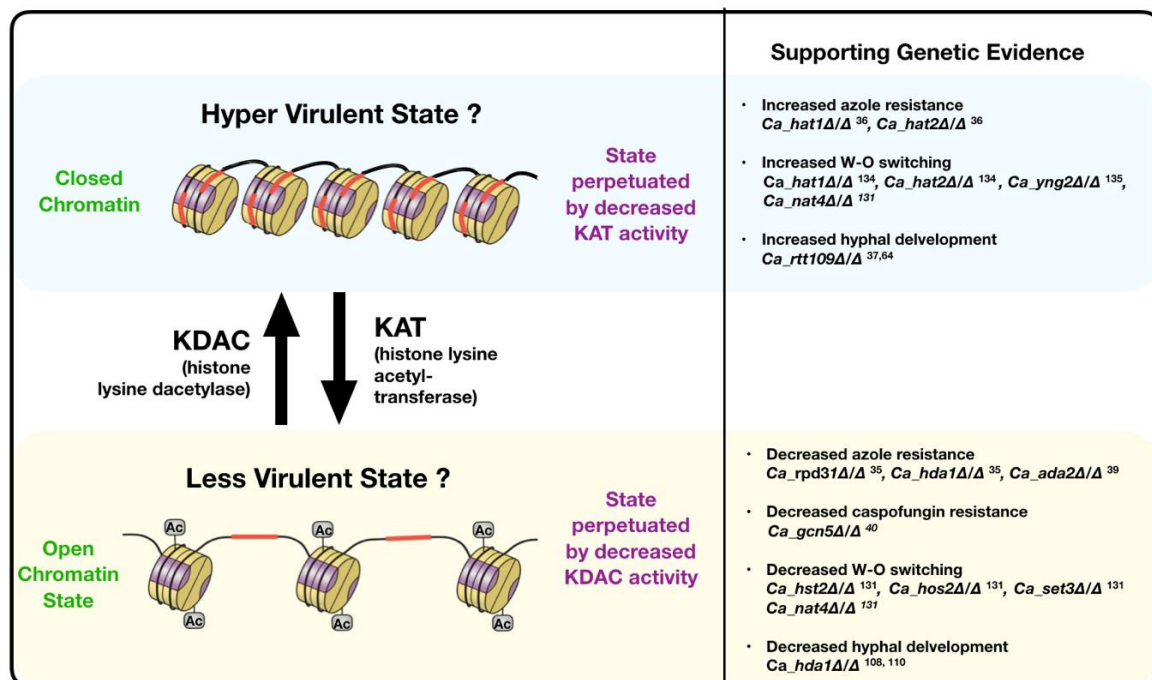 Supporting Genetic Evidence
Hyper Virulent State ?
Closed
Chromatin
State
perpetuated
by decreased
KAT activity
• Increased azole resistance
Ca_hat1Δ/Δ 36, Ca_hat2Δ/Δ 36
• Increased W-O switching
Ca_hat1Δ/Δ 134, Ca_hat2Δ/Δ 134 , Ca_yng2Δ/Δ 135,
Ca_nat4Δ/Δ 131
• Increased hyphal delvelopment
Ca_rtt109Δ/Δ 37,64
KDAC
(histone
lysine dacetylase)
KAT
(histone lysine
acetyl-
transferase)
Less Virulent State ?
Open
Chromatin
State
Ac
Ac
Ac
Ac
Ac
Ac
State
perpetuated
by decreased
KDAC activity
• Decreased azole resistance
Ca_rpd31Δ/Δ 35, Ca_hda1Δ/Δ 35, Ca_ada2Δ/Δ 39
• Decreased caspofungin resistance
Ca_gcn5Δ/Δ 40
• Decreased W-O switching
Ca_hst2Δ/Δ 131, Ca_hos2Δ/Δ 131, Ca_set3Δ/Δ 131
Ca_nat4Δ/Δ 131
• Decreased hyphal delvelopment
Ca_hda1Δ/Δ 108, 110